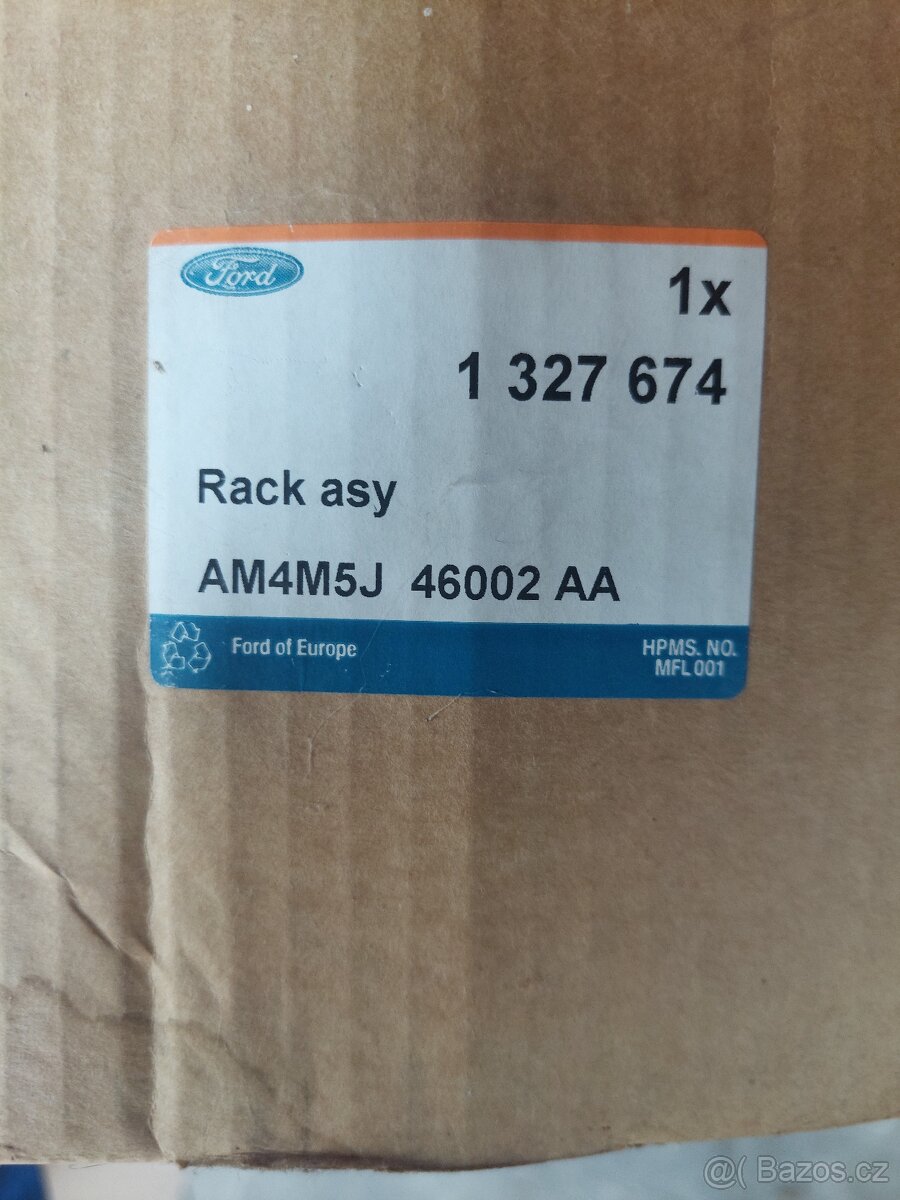 Ford
1x
1 327 674
Rack asy
AM4M5J 46002 AA
Ford of Europe
HPMS. NO.
MFL 001
@( Bazos.cz